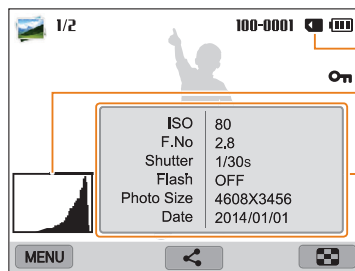 1/2 100-0001
ISO 80
F.No 2.8
Shutter 1/30s
Flash OFF
Photo Size 4608X3456
Date 2014/01/01
MENU